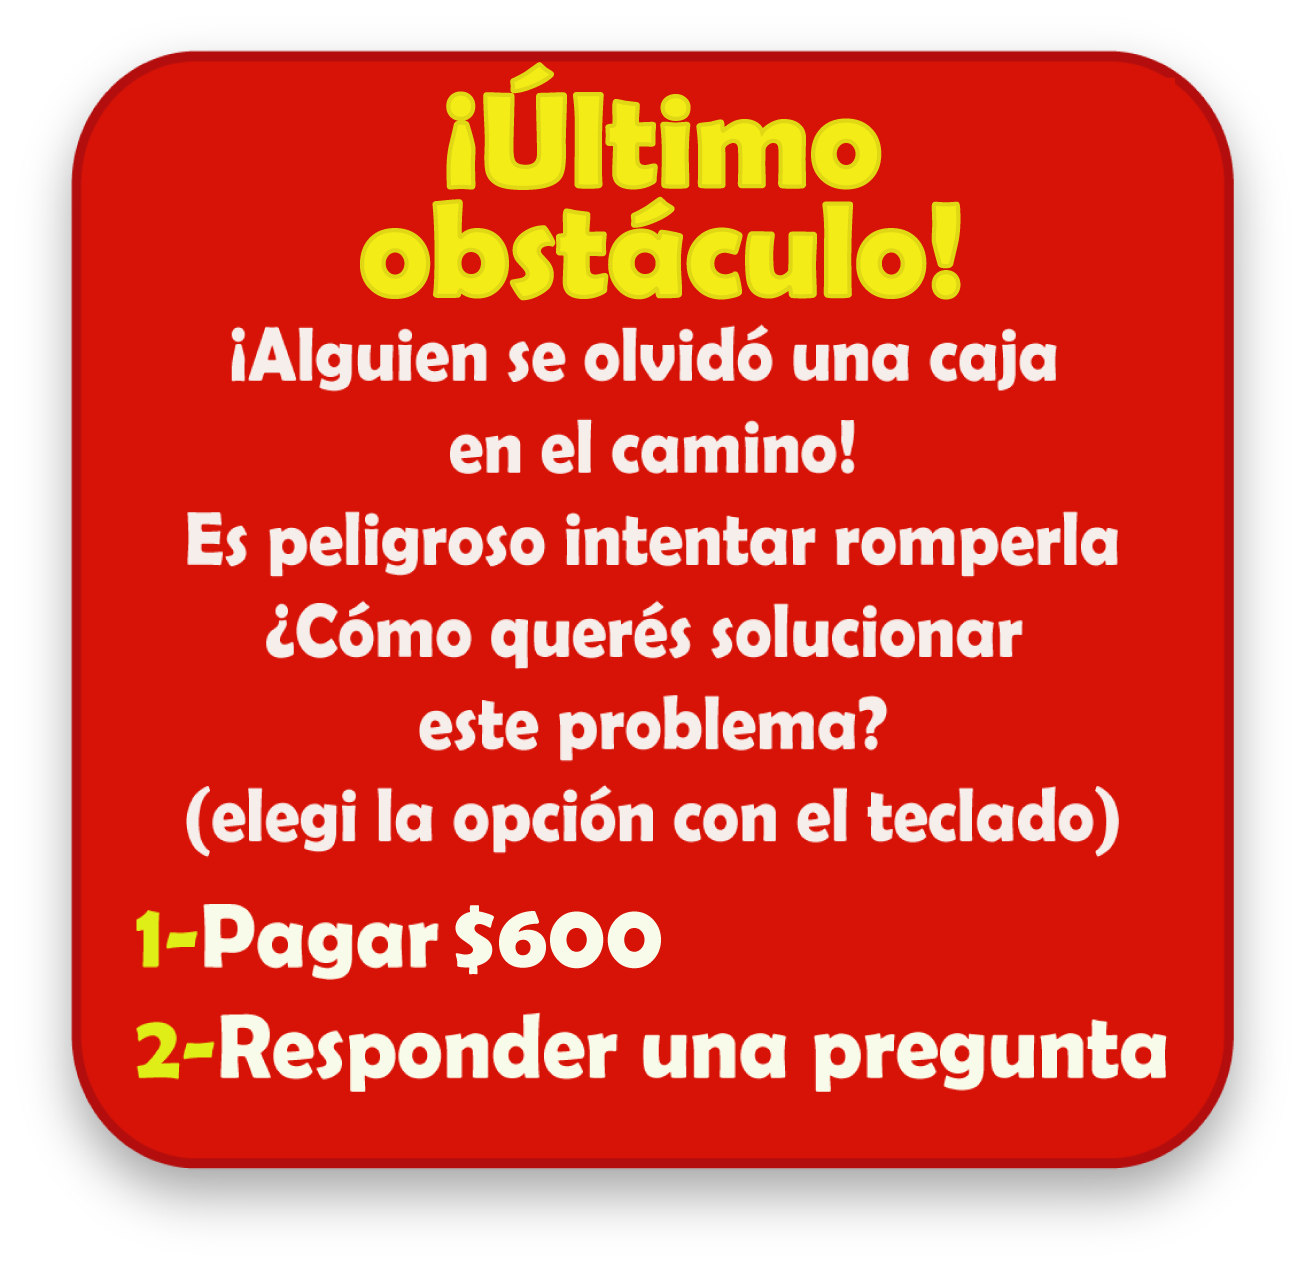 ¡Último
obstáculo!
¡Alguien se olvidó una caja
en el camino!
Es peligroso intentar romperla
¿Cómo querés solucionar
este problema?
(elegi la opción con el teclado)
1-Pagar $600
2-Responder una pregunta